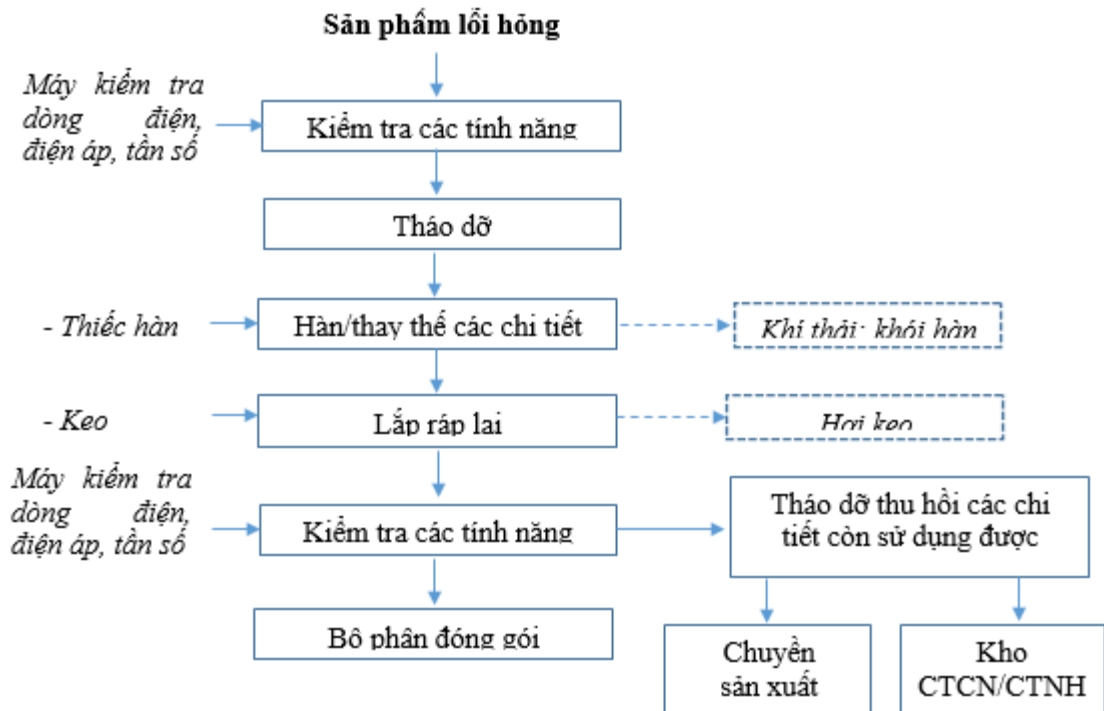 Sản phẩm lỗi hỏng
Máy kiểm tra
dòng điện,
điện áp, tần số
Kiểm tra các tính năng
Tháo dỡ
- Thiếc hàn
Hàn/thay thế các chi tiết
Khí thải: khói hàn
- Keo
Lắp ráp lại
Hơi keo
Máy kiểm tra
dòng điện,
điện áp, tần số
Kiểm tra các tính năng
Tháo dỡ thu hồi các chi
tiết còn sử dụng được
Bộ phận đóng gói
Chuyền
sản xuất
Kho
CTCN/CTNH